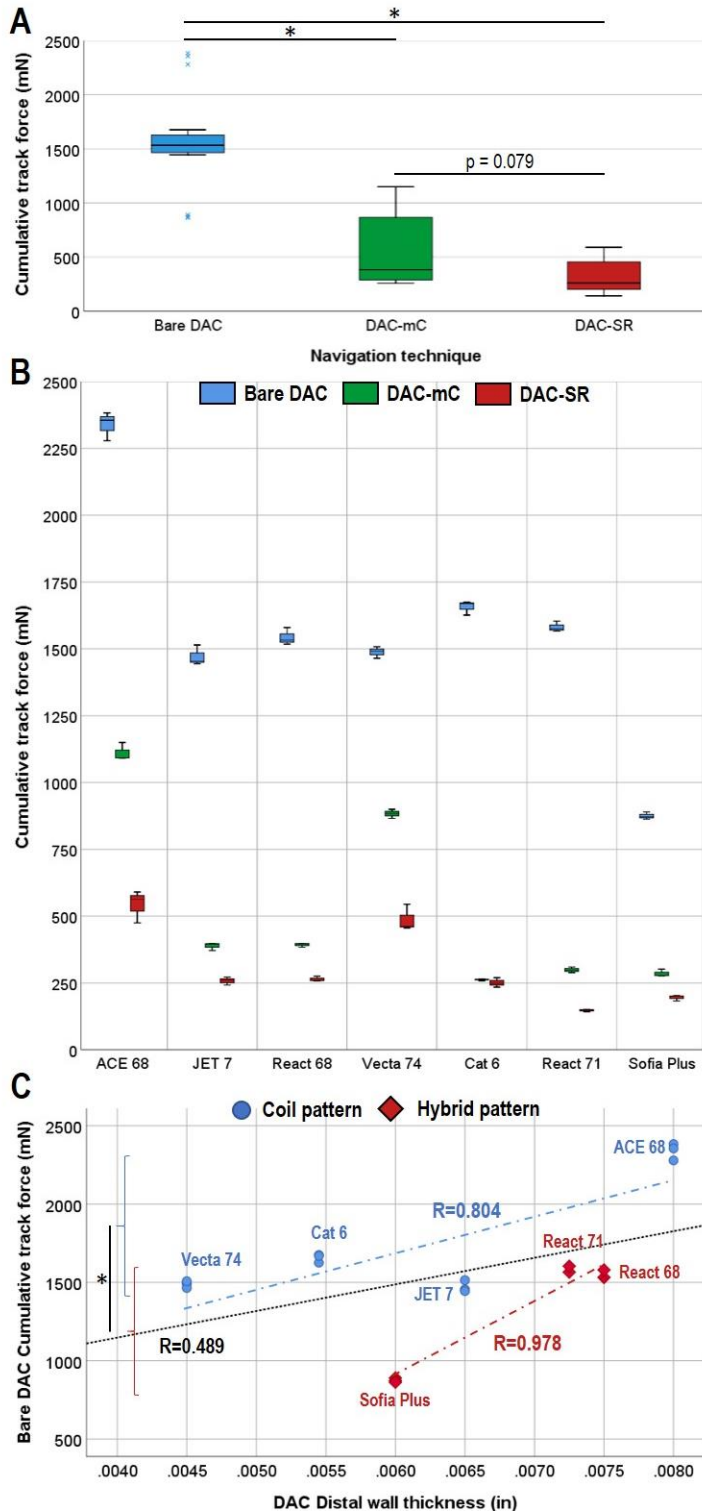 A
*
*
2500
2000
1500
1000
500
0
p = 0.079
Cumulative track force (mN)
Bare DAC DAC-mC DAC-SR
Navigation technique
B
Bare DAC DAC-mC DAC-SR
2500
2250
2000
1750
1500
1250
1000
750
500
250
0
Cumulative track force (mN)
ACE 68 JET 7 React 68 Vecta 74 Cat 6 React 71 Sofia Plus
C
Coil pattern Hybrid pattern
2500
2000
1500
1000
500
Bare DAC Cumulative track force (mN)
ACE 68
R=0.804
Cat 6
React 71
Vecta 74
React 68
*
JET 7
R=0.489
R=0.978
Sofia Plus
.0040 .0045 .0050 .0055 .0060 .0065 .0070 .0075 .0080
DAC Distal wall thickness (in)